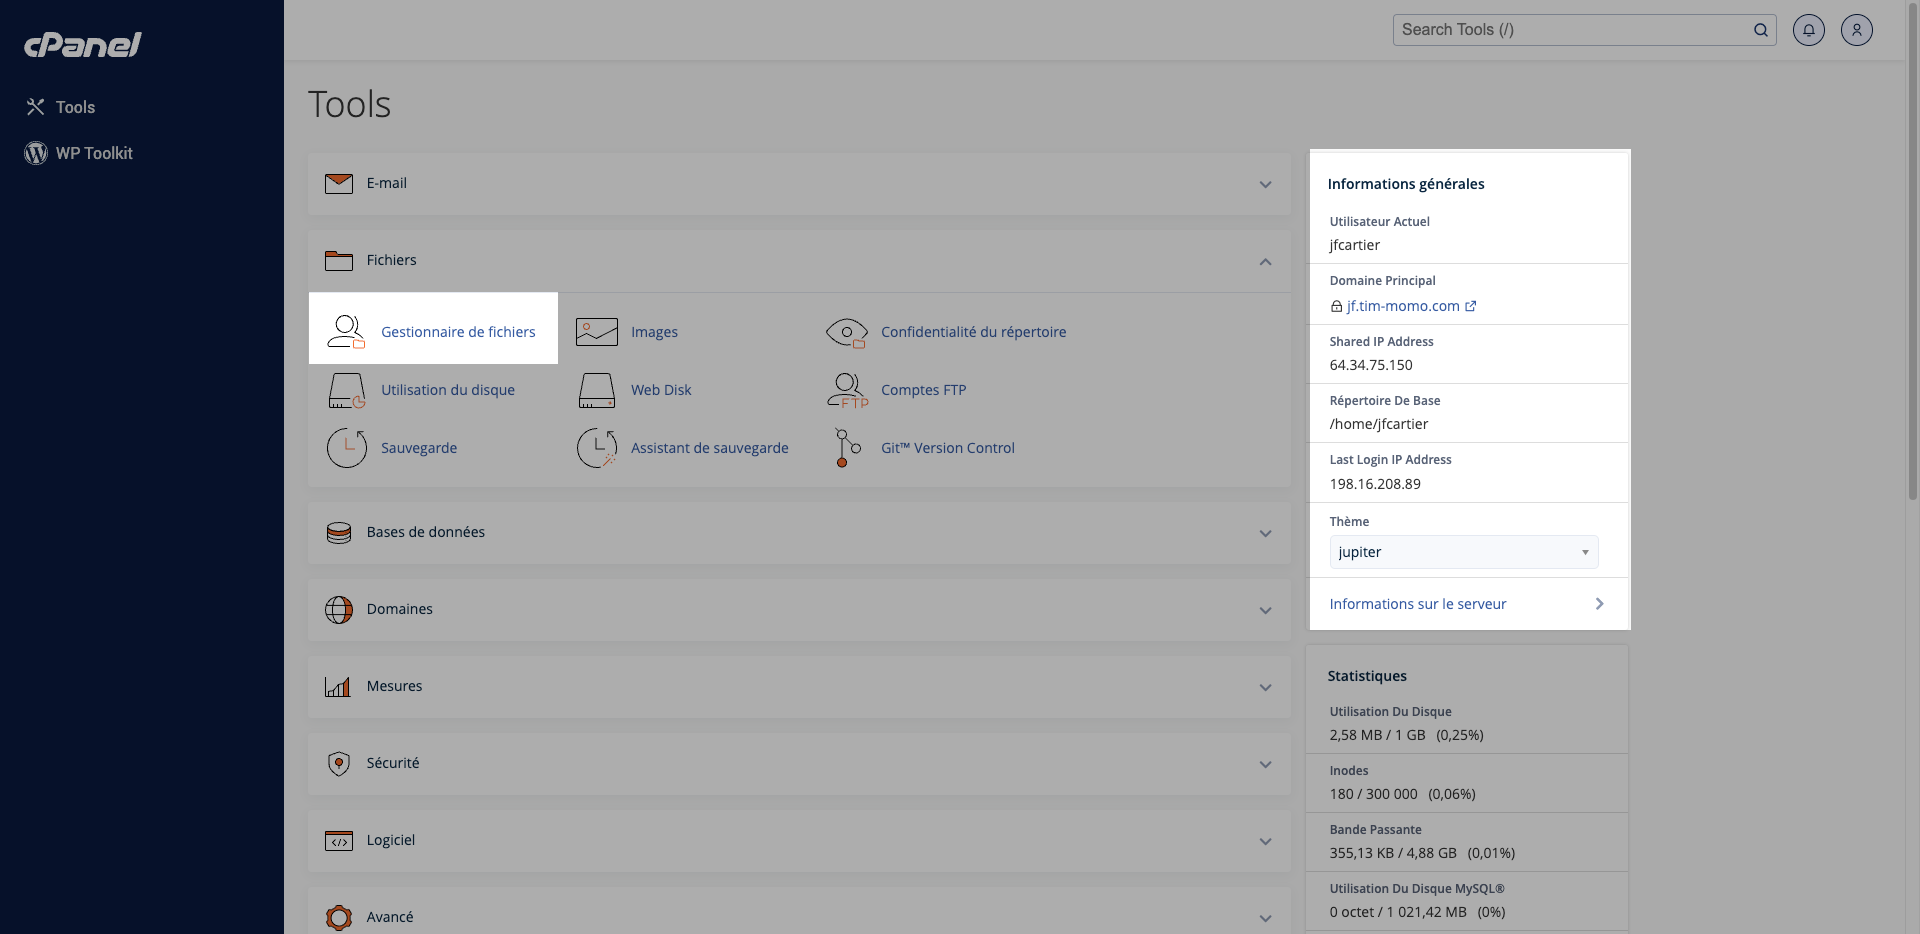 cPanel
Search Tools (/)
Tools
WP Toolkit
Tools
E-mail
Fichiers
Gestionnaire de fichiers
Images
Confidentialité du répertoire
Utilisation du disque
Web Disk
Comptes FTP
FTP
Sauvegarde
Assistant de sauvegarde
Git™ Version Control
Bases de données
Domaines
Mesures
Sécurité
Logiciel
Avancé
Informations générales
Utilisateur Actuel
jfcartier
Domaine Principal
jf.tim-momo.com
Shared IP Address
64.34.75.150
Répertoire De Base
/home/jfcartier
Last Login IP Address
198.16.208.89
Thème
jupiter
Informations sur le serveur
Statistiques
Utilisation Du Disque
2,58 MB / 1 GB (0,25%)
Inodes
180 / 300 000 (0,06%)
Bande Passante
355,13 KB / 4,88 GB (0,01%)
Utilisation Du Disque MySQL®
0 octet / 1 021,42 MB (0%)